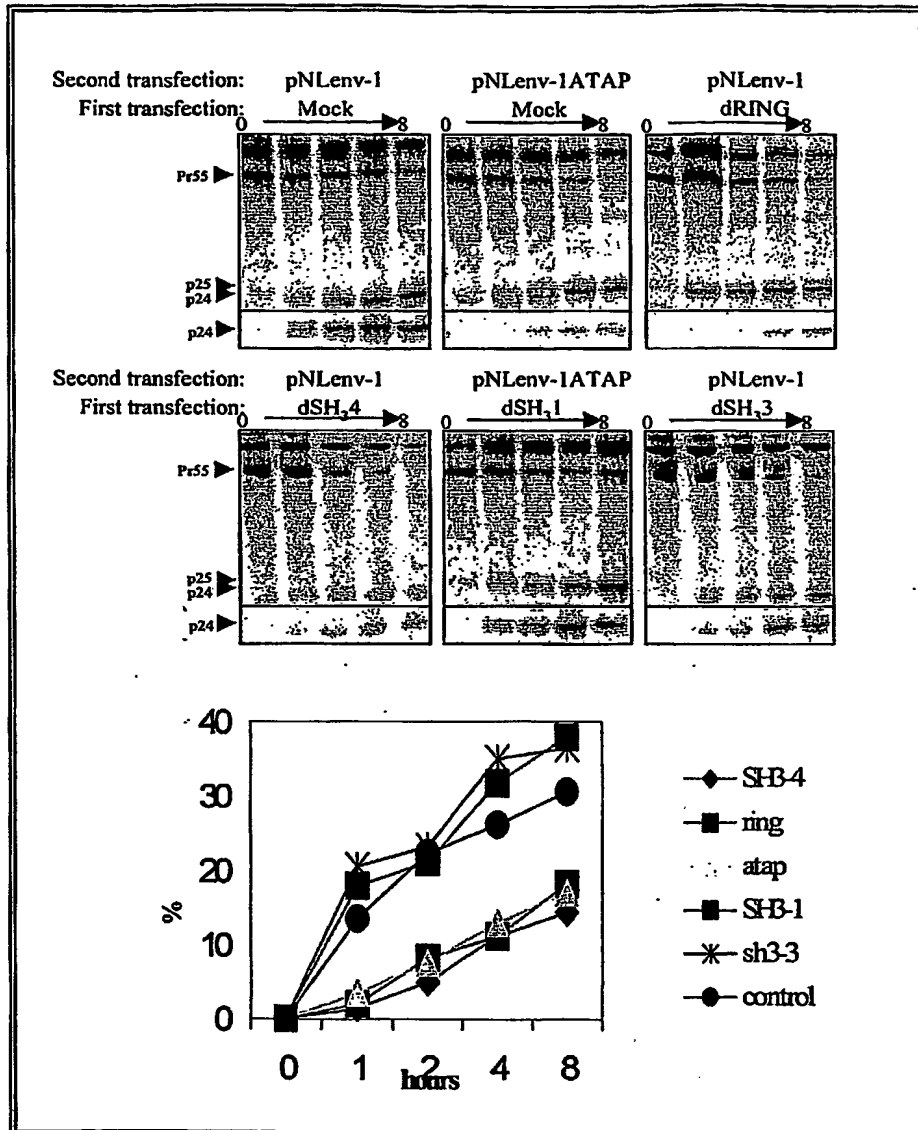 Second transfection: pNLenv-1 pNLenv-1ATAP pNLenv-1
First transfection: Mock Mock dRING
0 8 0 8 0 8
Pr55
p25
p24
p24
Second transfection: pNLenv-1 pNLenv-1ATAP pNLenv-1
First transfection: dSH₃4 dSH₃1 dSH₃3
0 8 0 8 0 8
Pr55
p25
p24
p24
40
30
20
10
0
%
0 1 2 4 8
hours
SH3-4
ring
atap
SH3-1
sh3-3
control